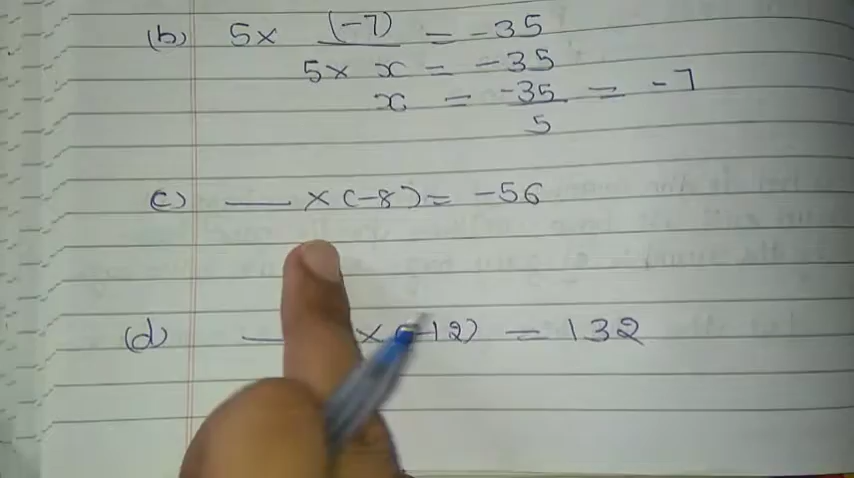 (b) 5× (-7) = -35
5× x = -35
x = -35/5 = -7
(c) ___ × (-8) = -56
(d) ___ × (-12) = 132